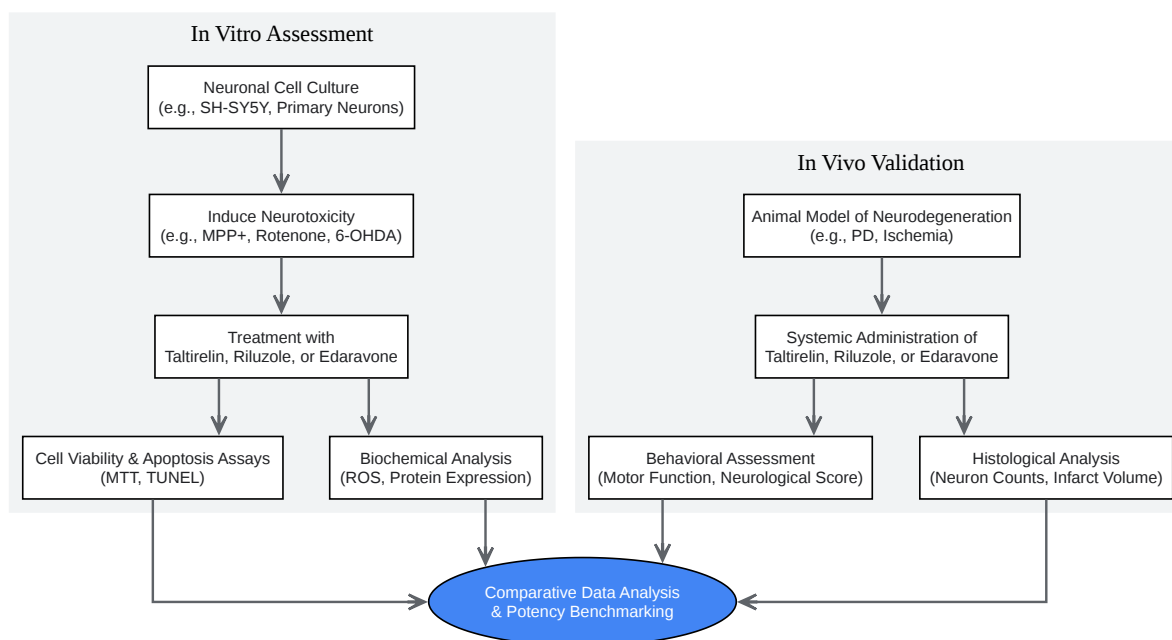 In Vitro Assessment
Neuronal Cell Culture
(e.g., SH-SY5Y, Primary Neurons)
Induce Neurotoxicity
(e.g., MPP+, Rotenone, 6-OHDA)
Treatment with
Taltirelin, Riluzole, or Edaravone
Cell Viability & Apoptosis Assays
(MTT, TUNEL)
Biochemical Analysis
(ROS, Protein Expression)
In Vivo Validation
Animal Model of Neurodegeneration
(e.g., PD, Ischemia)
Systemic Administration of
Taltirelin, Riluzole, or Edaravone
Behavioral Assessment
(Motor Function, Neurological Score)
Histological Analysis
(Neuron Counts, Infarct Volume)
Comparative Data Analysis
& Potency Benchmarking